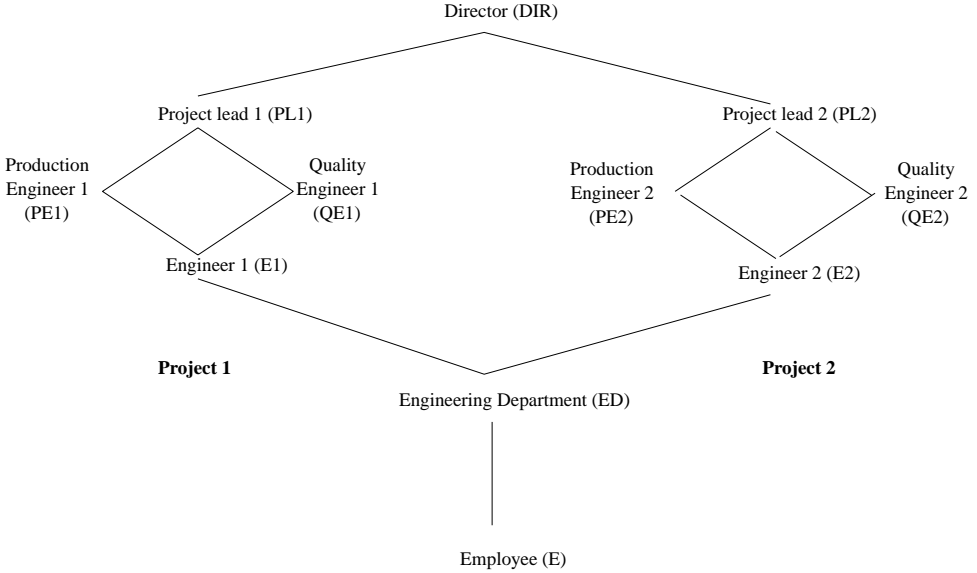 Director (DIR)
Project lead 1 (PL1)
Project lead 2 (PL2)
Production
Engineer 1
(PE1)
Quality
Engineer 1
(QE1)
Production
Engineer 2
(PE2)
Quality
Engineer 2
(QE2)
Engineer 1 (E1)
Engineer 2 (E2)
Project 1
Project 2
Engineering Department (ED)
Employee (E)